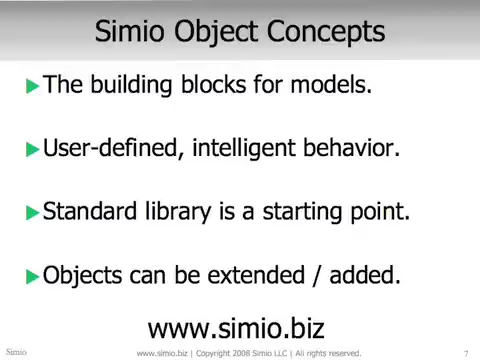 Simio Object Concepts
The building blocks for models.
User-defined, intelligent behavior.
Standard library is a starting point.
Objects can be extended / added.
www.simio.biz
Simio www.simio.biz | Copyright 2008 Simio LLC | All rights reserved. 7